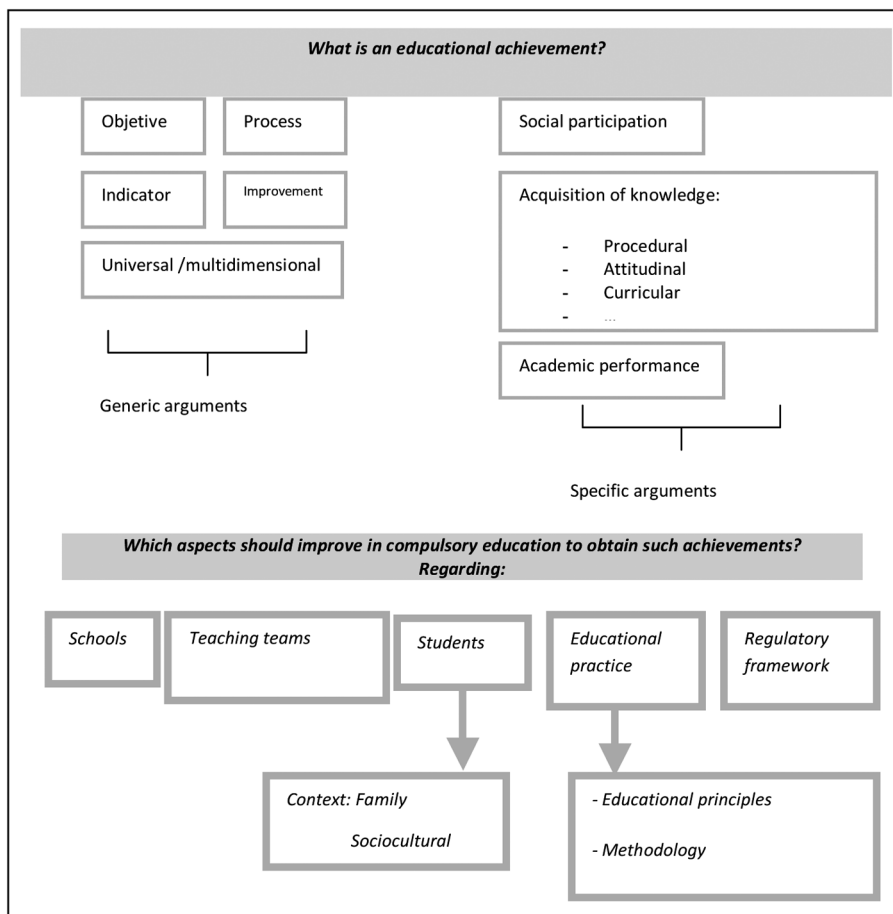 What is an educational achievement?
Objetive
Process
Indicator
Improvement
Universal /multidimensional
Generic arguments
Social participation
Acquisition of knowledge:
- Procedural
- Attitudinal
- Curricular
- ...
Academic performance
Specific arguments
Which aspects should improve in compulsory education to obtain such achievements?
Regarding:
Schools
Teaching teams
Students
Educational
practice
Regulatory
framework
Context: Family
Sociocultural
- Educational principles
- Methodology